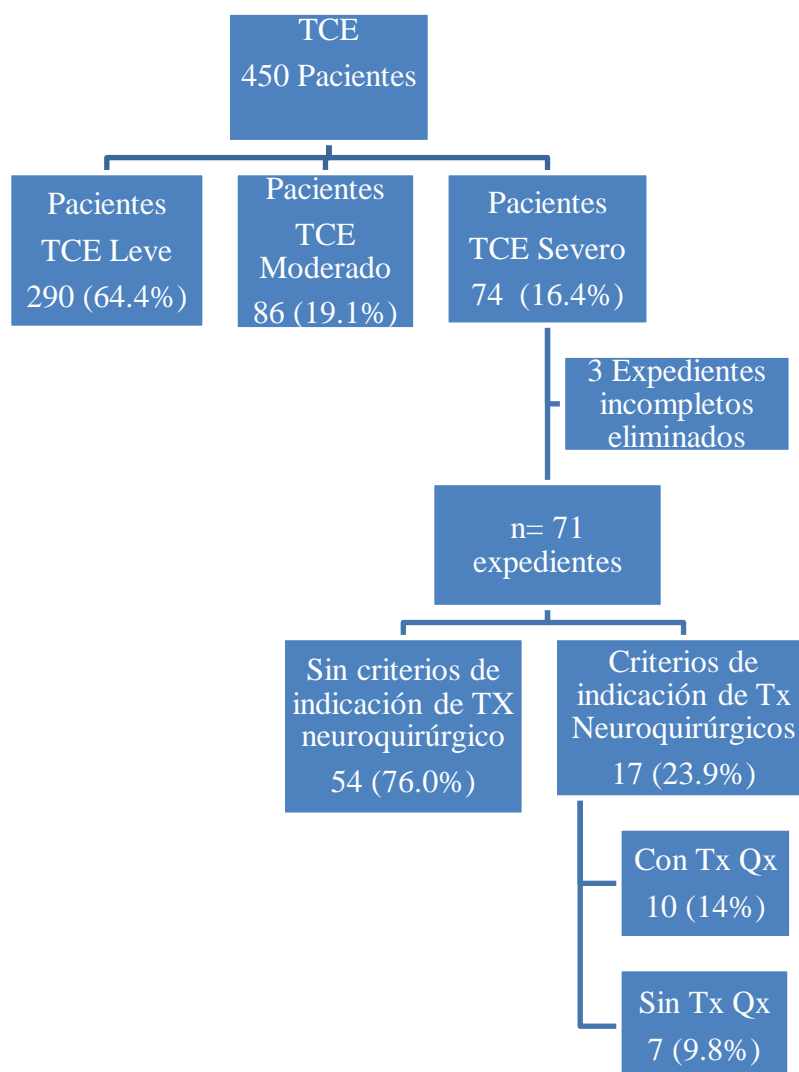 TCE
450 Pacientes
Pacientes
TCE Leve
290 (64.4%)
Pacientes
TCE
Moderado
86 (19.1%)
Pacientes
TCE Severo
74 (16.4%)
3 Expedientes
incompletos
eliminados
n= 71
expedientes
Sin criterios de
indicación de TX
neuroquirúrgico
54 (76.0%)
Criterios de
indicación de Tx
Neuroquirúrgicos
17 (23.9%)
Con Tx Qx
10 (14%)
Sin Tx Qx
7 (9.8%)